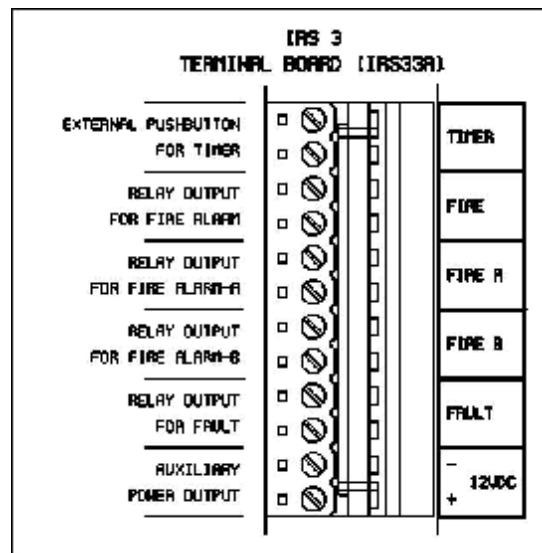 IRS 3
TERMINAL BOARD (IRS33A)
EXTERNAL PUSHBUTTON
FOR TIMER
TIMER
RELAY OUTPUT
FOR FIRE ALARM
FIRE
RELAY OUTPUT
FOR FIRE ALARM-A
FIRE A
RELAY OUTPUT
FOR FIRE ALARM-B
FIRE B
RELAY OUTPUT
FOR FAULT
FAULT
AUXILIARY
POWER OUTPUT
-
12VDC
+